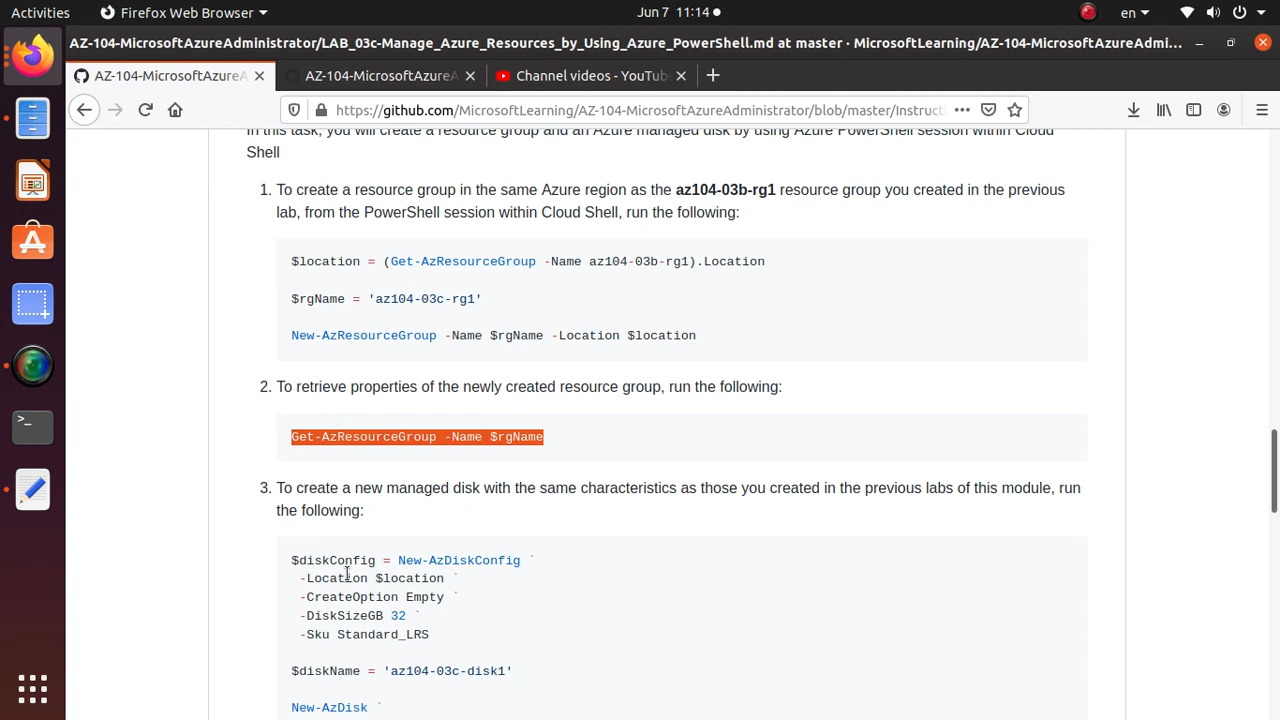 Activities
Firefox Web Browser
Jun 7 11:14
en
AZ-104-MicrosoftAzureAdministrator/LAB_03c-Manage_Azure_Resources_by_Using_Azure_PowerShell.md at master · MicrosoftLearning/AZ-104-MicrosoftAzureAdmi...
AZ-104-MicrosoftAzureA
AZ-104-MicrosoftAzureA
Channel videos - YouTub
https://github.com/MicrosoftLearning/AZ-104-MicrosoftAzureAdministrator/blob/master/Instructi
In this task, you will create a resource group and an Azure managed disk by using Azure PowerShell session within Cloud
Shell
1. To create a resource group in the same Azure region as the az104-03b-rg1 resource group you created in the previous
lab, from the PowerShell session within Cloud Shell, run the following:
$location = (Get-AzResourceGroup -Name az104-03b-rg1).Location
$rgName = 'az104-03c-rg1'
New-AzResourceGroup -Name $rgName -Location $location
2. To retrieve properties of the newly created resource group, run the following:
Get-AzResourceGroup -Name $rgName
3. To create a new managed disk with the same characteristics as those you created in the previous labs of this module, run
the following:
$diskConfig = New-AzDiskConfig `
-Location $location `
-CreateOption Empty `
-DiskSizeGB 32 `
-Sku Standard_LRS
$diskName = 'az104-03c-disk1'
New-AzDisk `